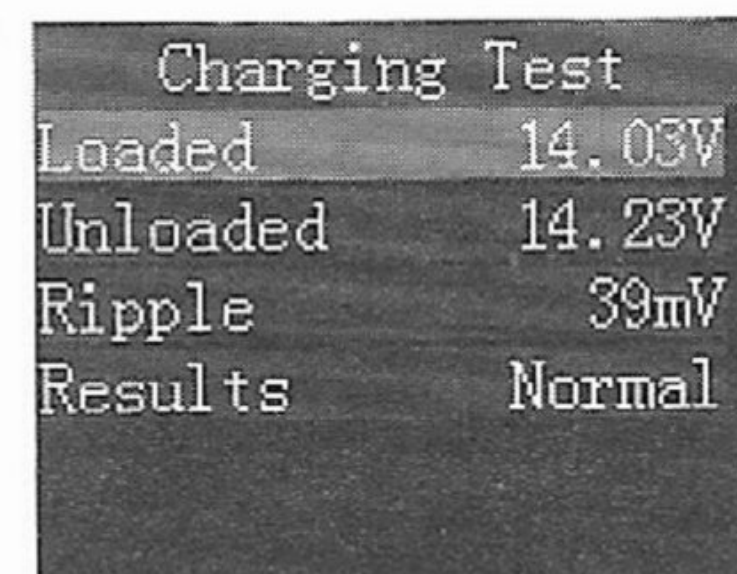 Charging Test
Loaded 14.03V
Unloaded 14.23V
Ripple 39mV
Results Normal